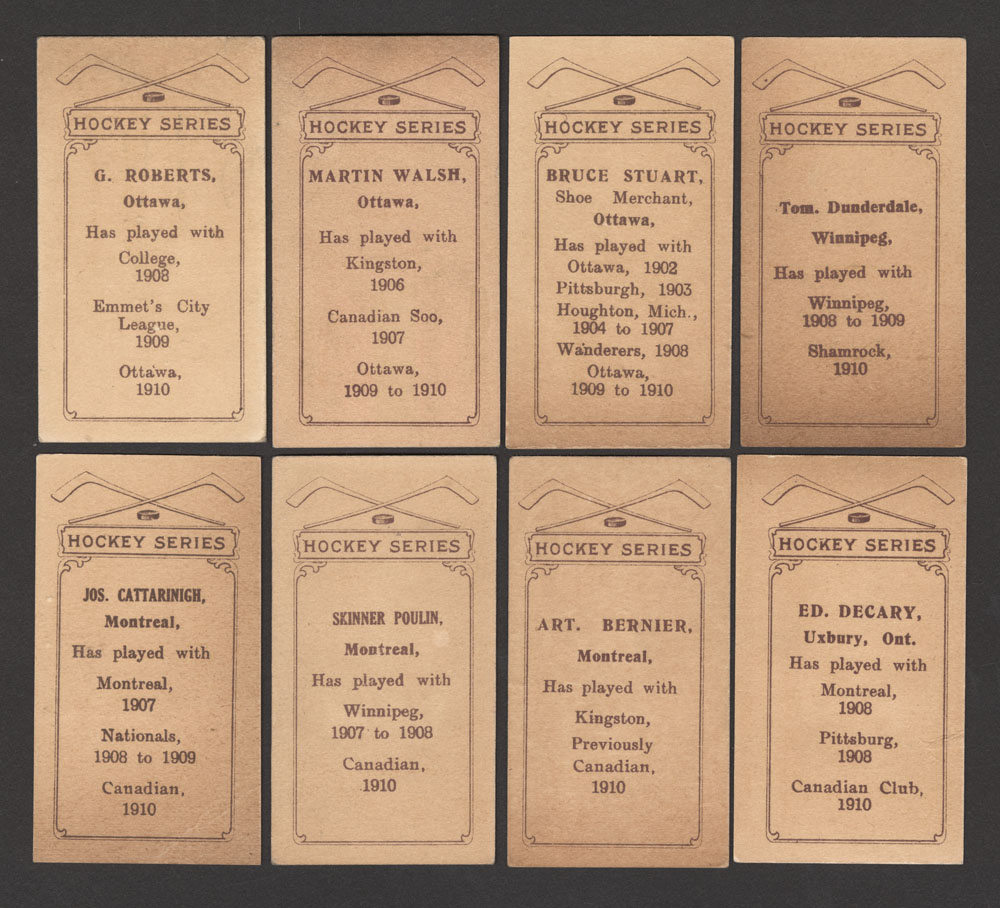 HOCKEY SERIES
G. ROBERTS,
Ottawa,
Has played with
College,
1908
Emmet's City
League,
1909
Ottawa,
1910
HOCKEY SERIES
MARTIN WALSH,
Ottawa,
Has played with
Kingston,
1906
Canadian Soo,
1907
Ottawa,
1909 to 1910
HOCKEY SERIES
BRUCE STUART,
Shoe Merchant,
Ottawa,
Has played with
Ottawa, 1902
Pittsburgh, 1903
Houghton, Mich.,
1904 to 1907
Wanderers, 1908
Ottawa,
1909 to 1910
HOCKEY SERIES
Tom. Dunderdale,
Winnipeg,
Has played with
Winnipeg,
1908 to 1909
Shamrock,
1910
HOCKEY SERIES
JOS. CATTARINIGH,
Montreal,
Has played with
Montreal,
1907
Nationals,
1908 to 1909
Canadian,
1910
HOCKEY SERIES
SKINNER POULIN,
Montreal,
Has played with
Winnipeg,
1907 to 1908
Canadian,
1910
HOCKEY SERIES
ART. BERNIER,
Montreal,
Has played with
Kingston,
Previously
Canadian,
1910
HOCKEY SERIES
ED. DECARY,
Uxbury, Ont.
Has played with
Montreal,
1908
Pittsburg,
1908
Canadian Club,
1910